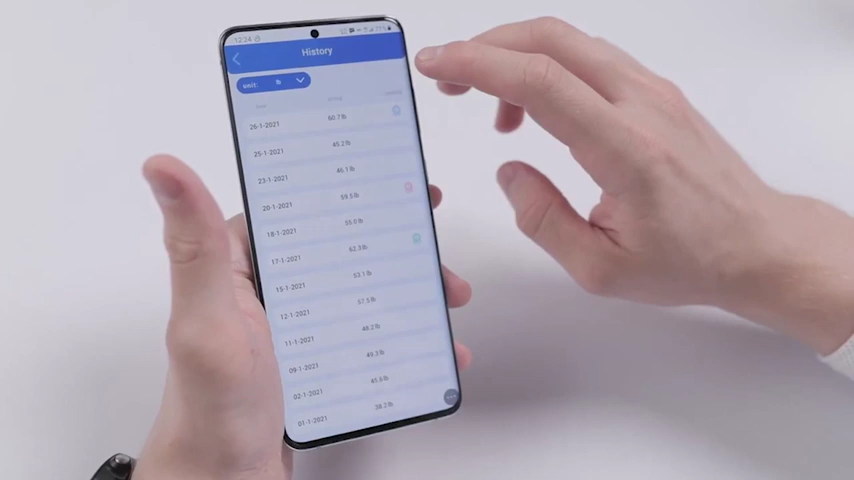 12:24
History
unit: lb
26-1-2021 60.7 lb
25-1-2021 45.2 lb
23-1-2021 46.1 lb
20-1-2021 59.5 lb
18-1-2021 55.0 lb
17-1-2021 62.3 lb
15-1-2021 53.1 lb
12-1-2021 57.5 lb
11-1-2021 48.2 lb
09-1-2021 49.3 lb
02-1-2021 45.8 lb
01-1-2021 38.2 lb